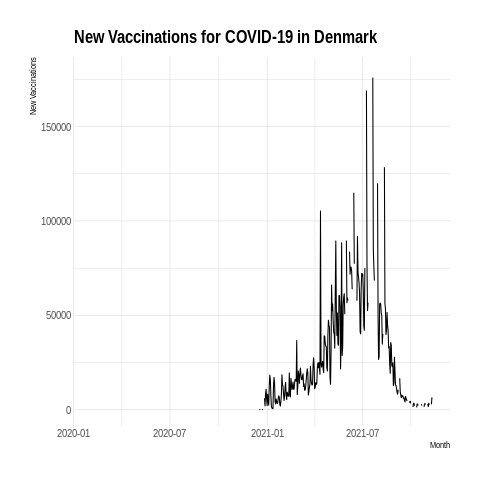 New Vaccinations for COVID-19 in Denmark
New Vaccinations
150000
100000
50000
0
2020-01 2020-07 2021-01 2021-07
Month